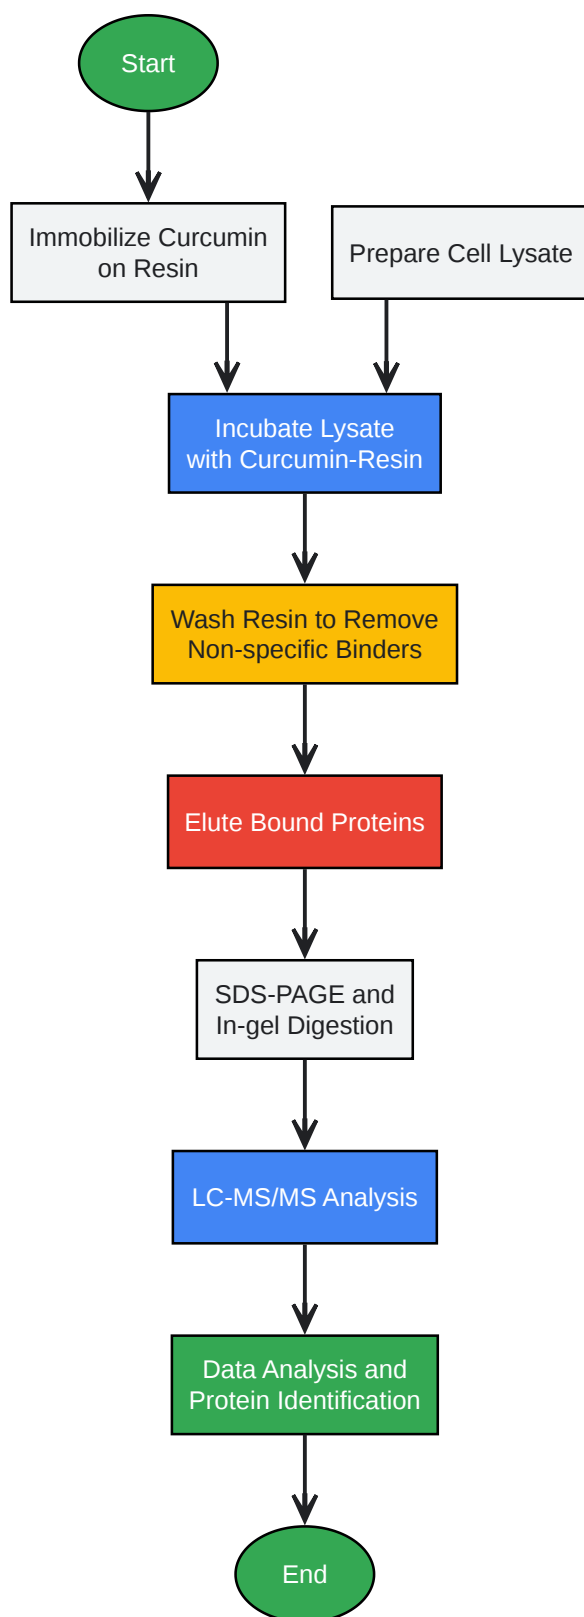 Start
Immobilize Curcumin
on Resin
Prepare Cell Lysate
Incubate Lysate
with Curcumin-Resin
Wash Resin to Remove
Non-specific Binders
Elute Bound Proteins
SDS-PAGE and
In-gel Digestion
LC-MS/MS Analysis
Data Analysis and
Protein Identification
End